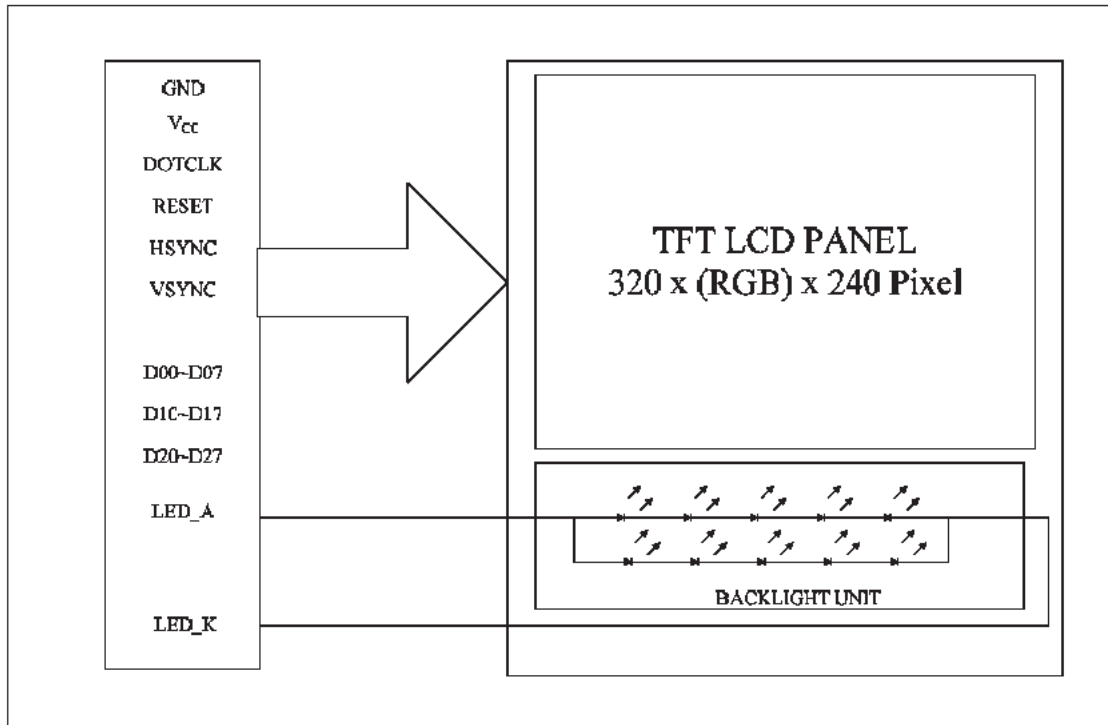 GND
Vcc
DOTCLK
RESET
HSYNC
VSYNC
D00~D07
D10~D17
D20~D27
LED_A
LED_K
TFT LCD PANEL
320 x (RGB) x 240 Pixel
BACKLIGHT UNIT